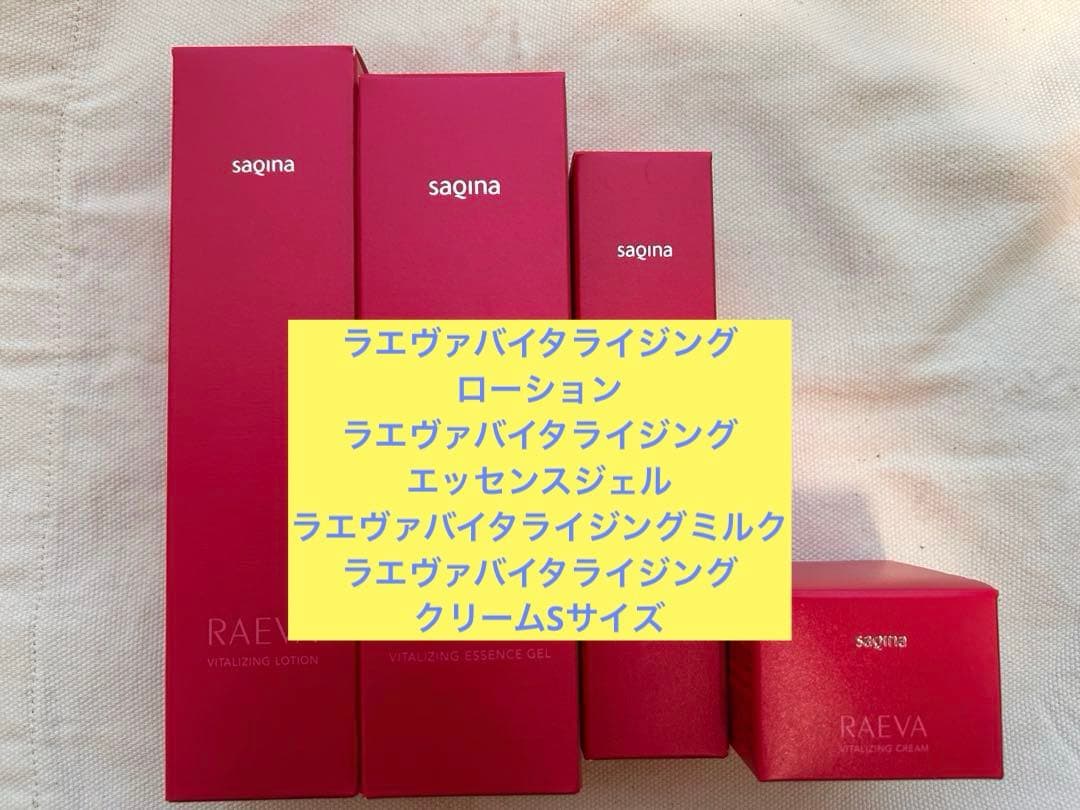 saqina
saqina
saqina
ラエヴァバイタライジング
ローション
ラエヴァバイタライジング
エッセンスジェル
ラエヴァバイタライジングミルク
ラエヴァバイタライジング
クリームSサイズ
RAEVA
VITALIZING LOTION
VITALIZING ESSENCE GEL
saqina
RAEVA
VITALIZING CREAM